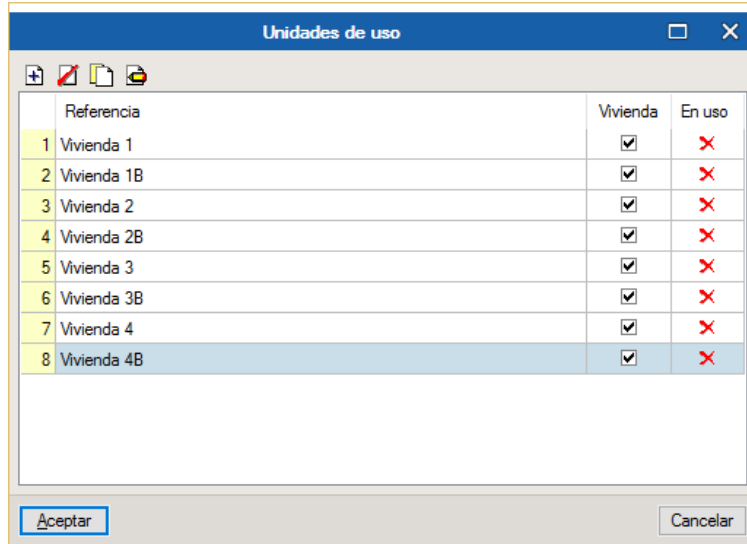 Unidades de uso
Referencia Vivienda En uso
1 Vivienda 1
2 Vivienda 1B
3 Vivienda 2
4 Vivienda 2B
5 Vivienda 3
6 Vivienda 3B
7 Vivienda 4
8 Vivienda 4B
Aceptar Cancelar